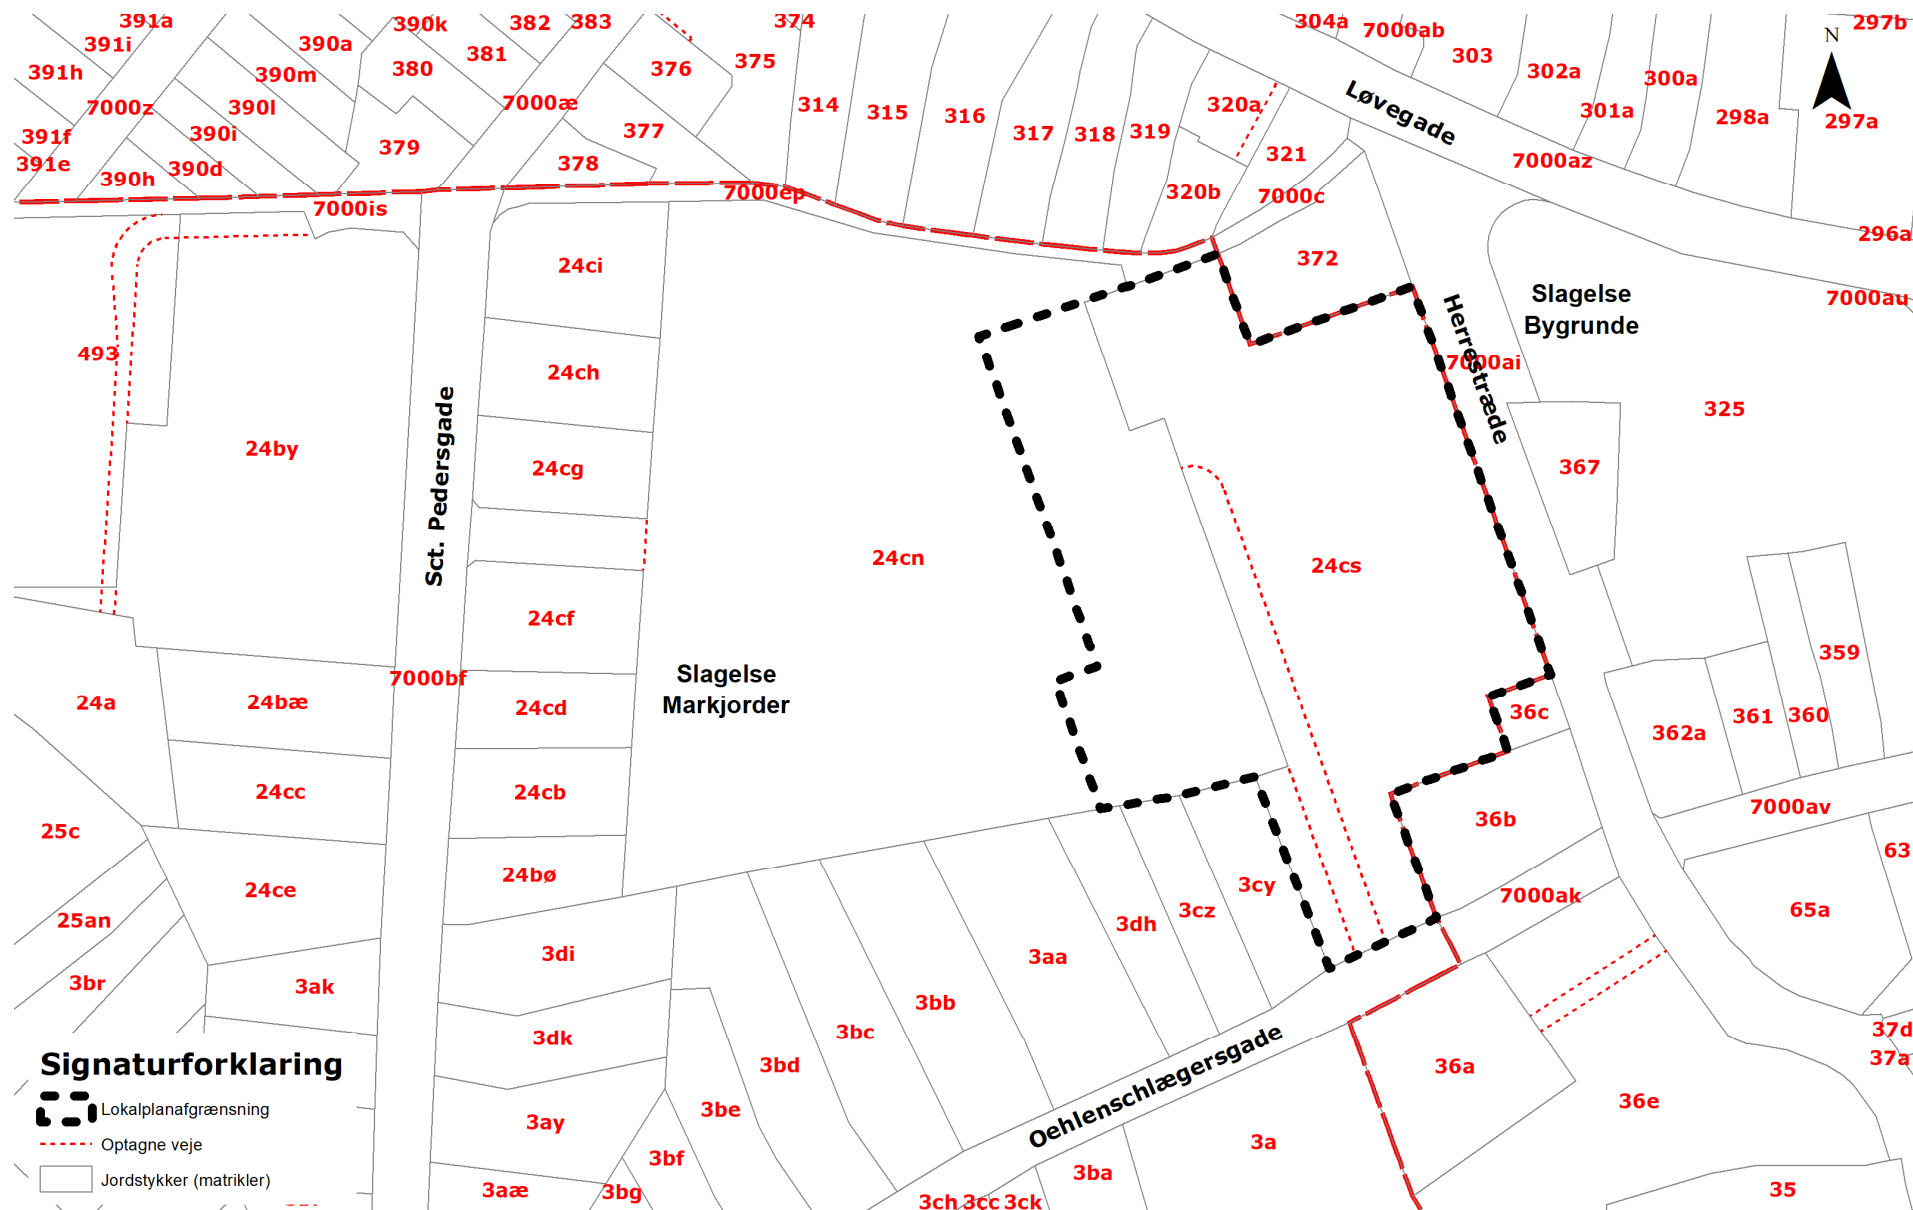 391a
390k
382
383
374
304a
7000ab
297b
391i
390a
381
375
303
N
391h
390m
380
376
302a
300a
7000z
390l
7000æ
314
315
316
320a
301a
298a
297a
391f
390i
377
317
318
319
Løvegade
391e
390d
379
378
321
7000az
390h
7000is
7000ep
320b
7000c
296a
24ci
372
Slagelse
Bygrunde
7000au
493
24ch
Herrestræde
7000ai
24by
Sct. Pedersgade
24cg
325
367
24cn
24cs
24cf
7000bf
Slagelse
Markjorder
359
24a
24bæ
24cd
36c
362a
361
360
24cc
24cb
7000av
25c
36b
24ce
24bø
3cy
63
25an
3dh
3cz
7000ak
65a
3di
3aa
3br
3ak
3bb
3dk
3bc
Oehlenschlægersgade
37d
37a
3bd
36a
3be
36e
3ay
3a
3bf
3ba
3aæ
3bg
3ch
3cc
3ck
35
Signaturforklaring
Lokalplanafgrænsning
Optagne veje
Jordstykker (matrikler)